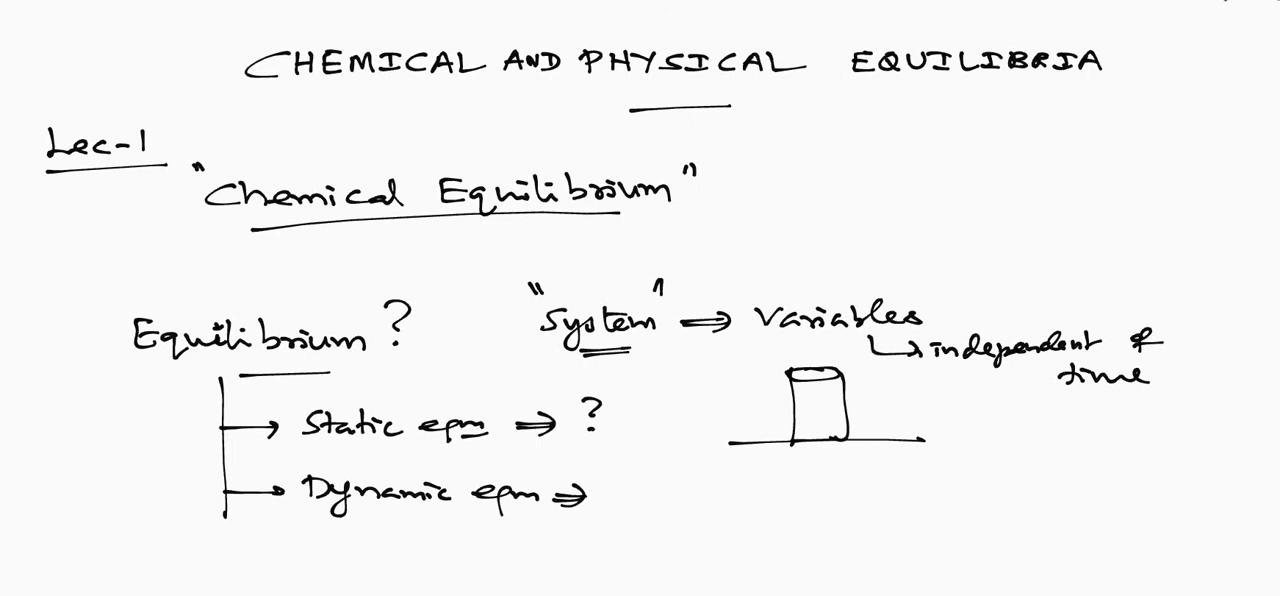 CHEMICAL AND PHYSICAL EQUILIBRIA
Lec-1
"Chemical Equilibrium"
Equilibrium ? "System" ⇒ Variables
↳ independent of
time
→ Static eqm ⇒ ?
→ Dynamic eqm ⇒